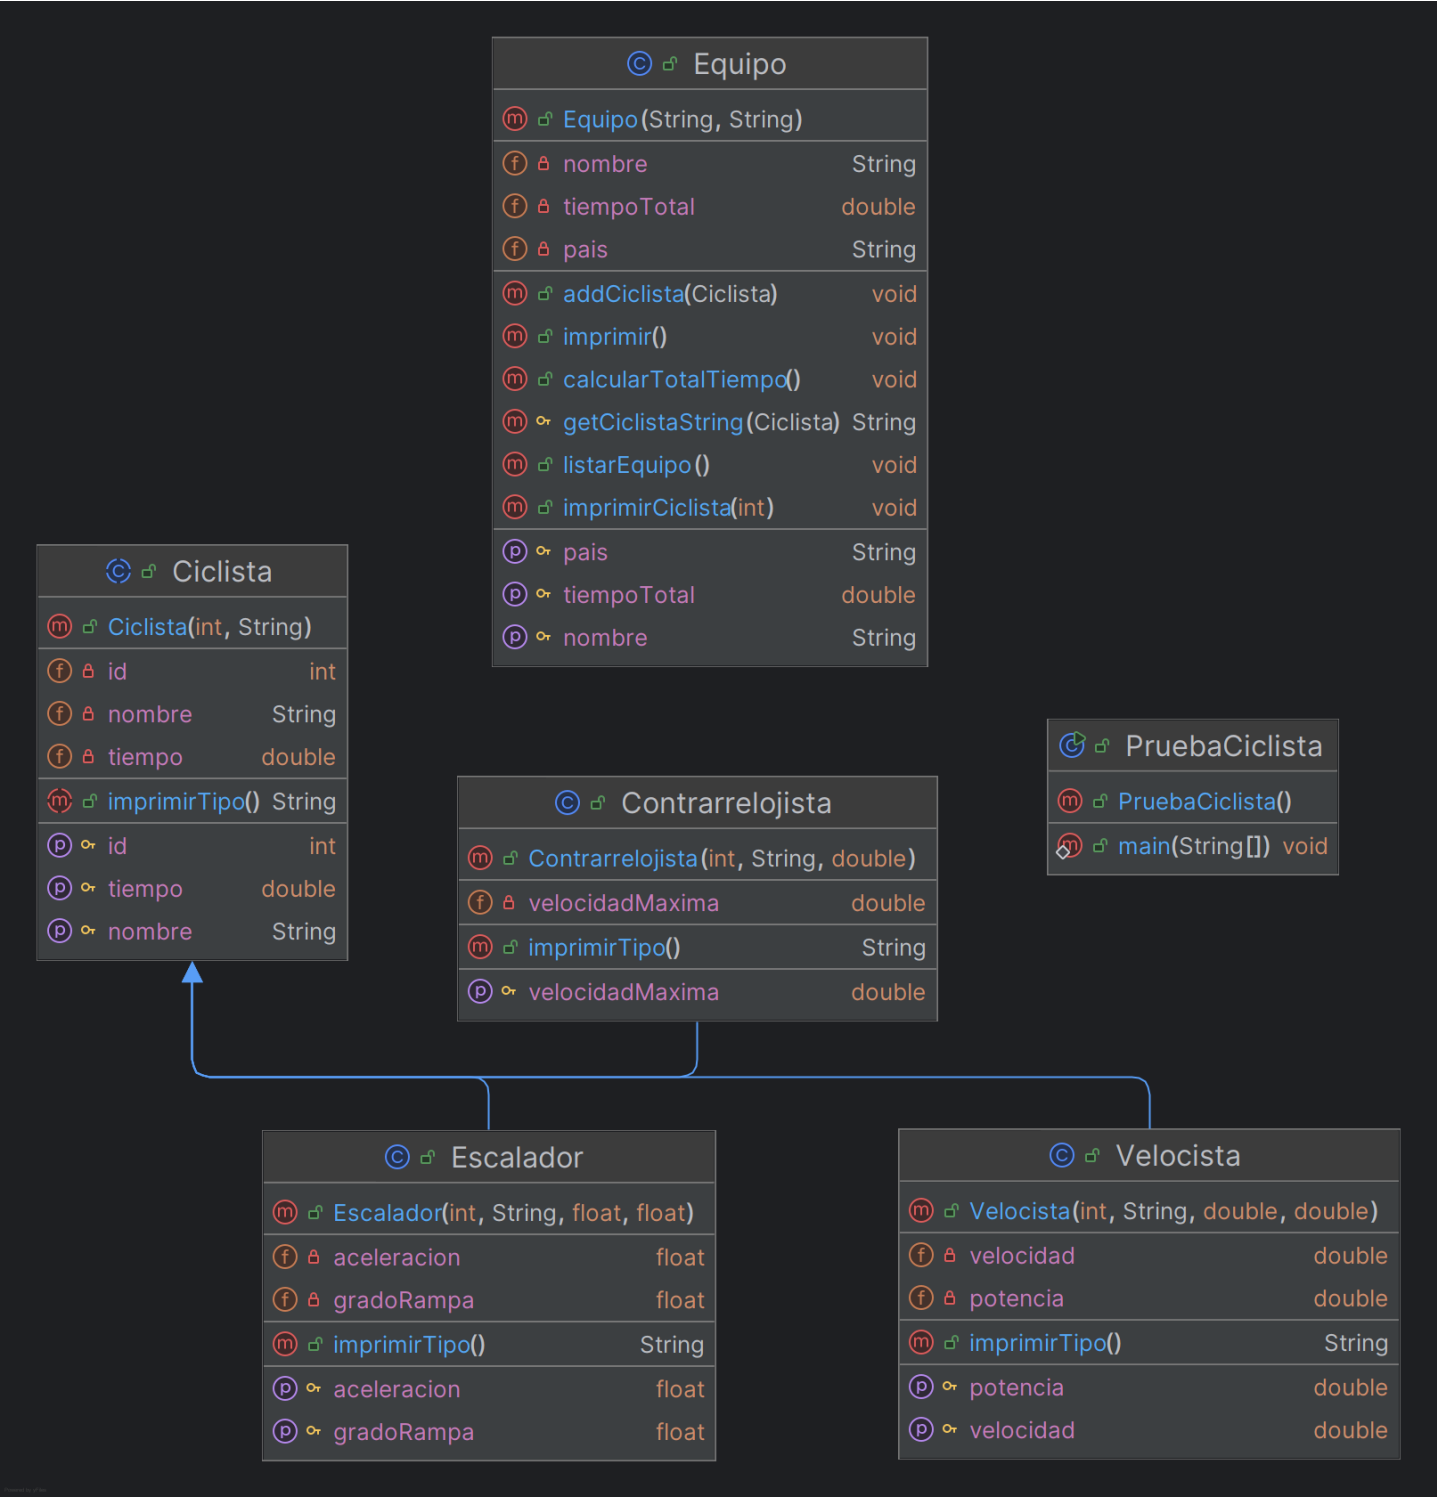 Equipo
Equipo(String, String)
nombre String
tiempoTotal double
pais String
addCiclista(Ciclista) void
imprimir() void
calcularTotalTiempo() void
getCiclistaString(Ciclista) String
listarEquipo() void
imprimirCiclista(int) void
pais String
tiempoTotal double
nombre String
Ciclista
Ciclista(int, String)
id int
nombre String
tiempo double
imprimirTipo() String
id int
tiempo double
nombre String
Contrarrelojista
Contrarrelojista(int, String, double)
velocidadMaxima double
imprimirTipo() String
velocidadMaxima double
PruebaCiclista
PruebaCiclista()
main(String[]) void
Escalador
Escalador(int, String, float, float)
aceleracion float
gradoRampa float
imprimirTipo() String
aceleracion float
gradoRampa float
Velocista
Velocista(int, String, double, double)
velocidad double
potencia double
imprimirTipo() String
potencia double
velocidad double